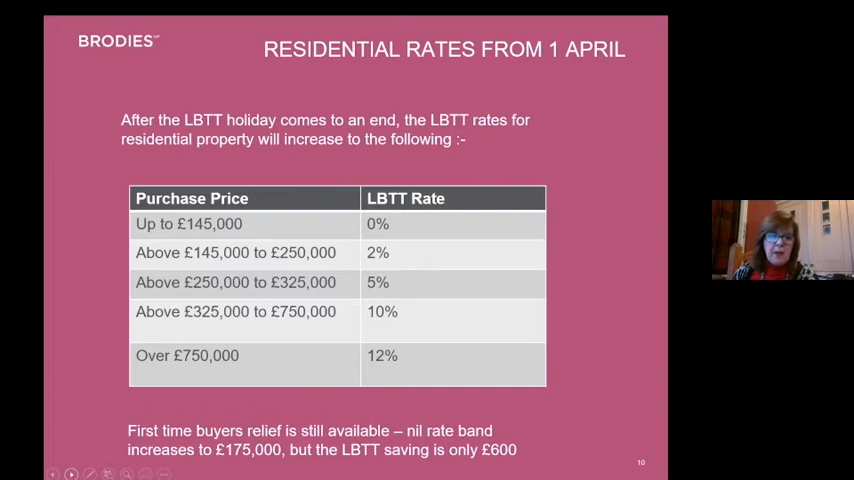 BRODIES LLP
RESIDENTIAL RATES FROM 1 APRIL
After the LBTT holiday comes to an end, the LBTT rates for
residential property will increase to the following :-
Purchase Price LBTT Rate
Up to £145,000 0%
Above £145,000 to £250,000 2%
Above £250,000 to £325,000 5%
Above £325,000 to £750,000 10%
Over £750,000 12%
First time buyers relief is still available – nil rate band
increases to £175,000, but the LBTT saving is only £600
10